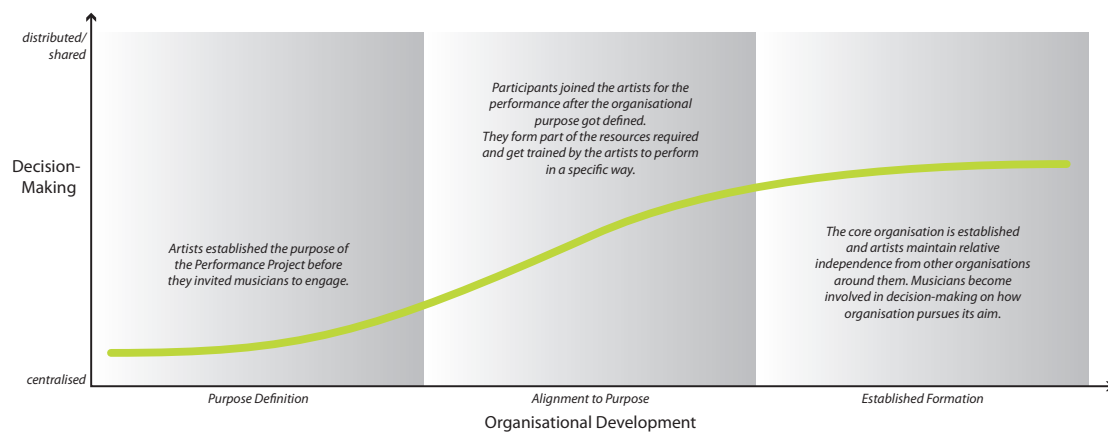 distributed/
shared
Decision-
Making
centralised
Artists established the purpose of
the Performance Project before
they invited musicians to engage.
Participants joined the artists for the
performance after the organisational
purpose got defined.
They form part of the resources required
and get trained by the artists to perform
in a specific way.
The core organisation is established
and artists maintain relative
independence from other organisations
around them. Musicians become
involved in decision-making on how
organisation pursues its aim.
Purpose Definition
Alignment to Purpose
Established Formation
Organisational Development